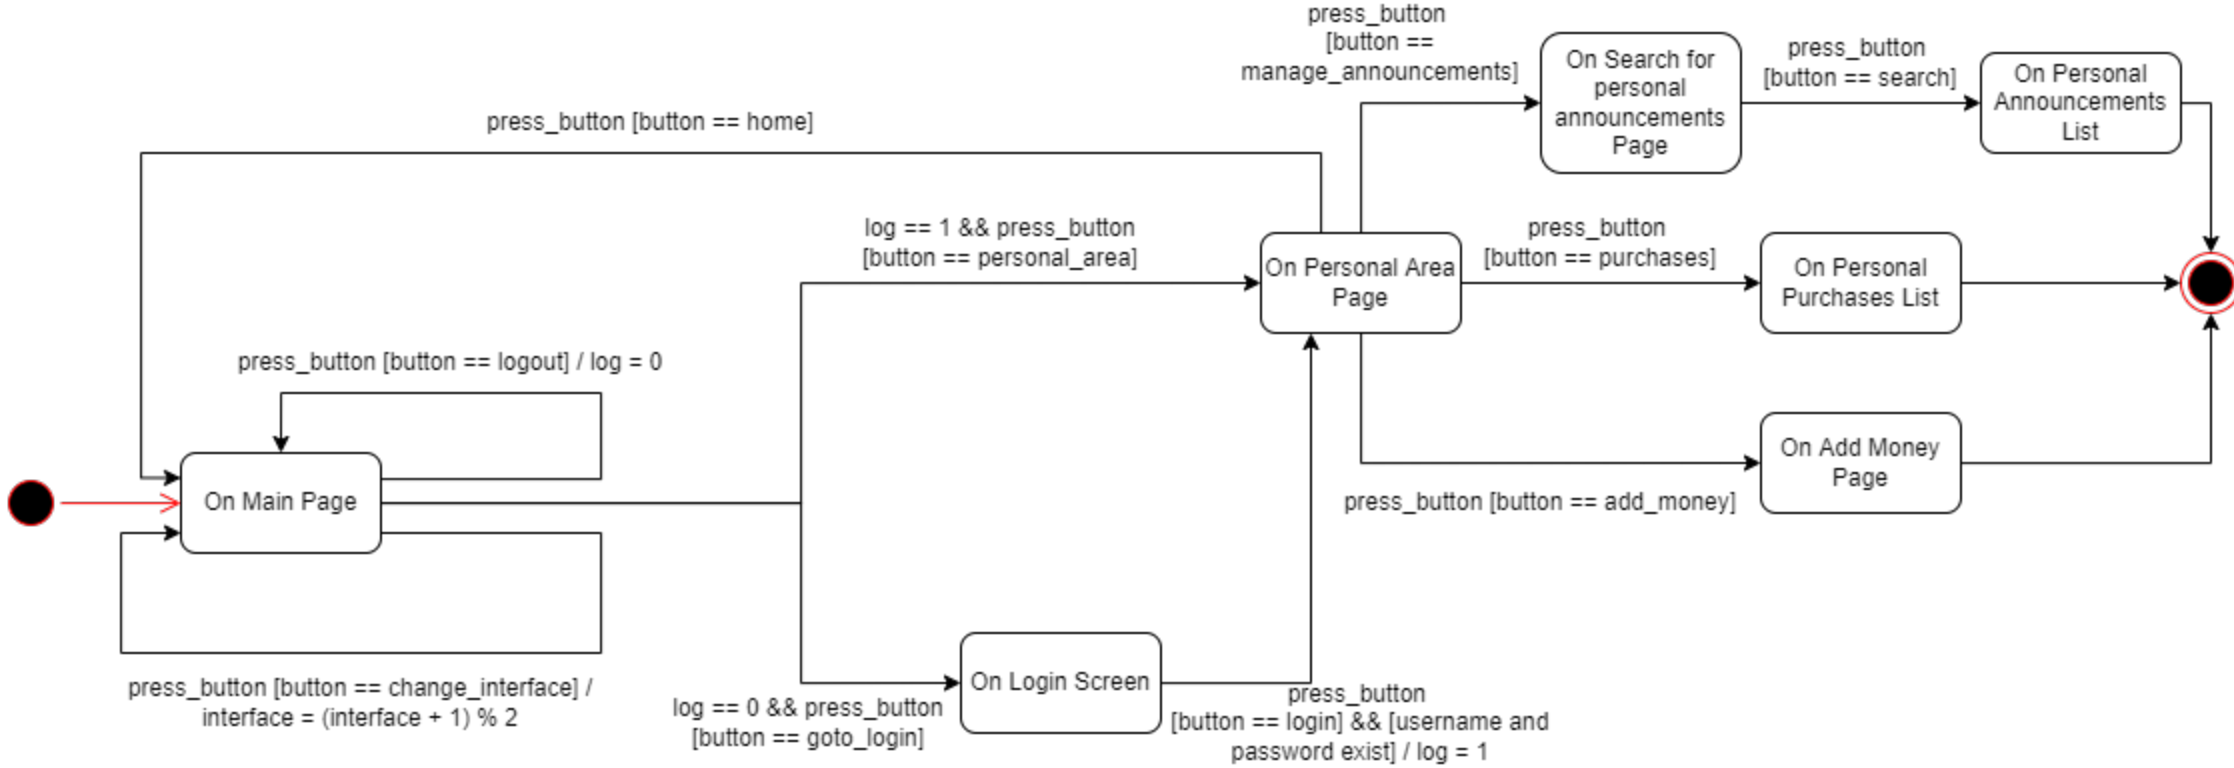 press_button
[button ==
manage_announcements]
On Search for
personal
announcements
Page
press_button
[button == search]
On Personal
Announcements
List
press_button [button == home]
log == 1 && press_button
[button == personal_area]
On Personal Area
Page
press_button
[button == purchases]
On Personal
Purchases List
press_button [button == logout] / log = 0
On Main Page
On Add Money
Page
press_button [button == add_money]
press_button [button == change_interface] /
interface = (interface + 1) % 2
log == 0 && press_button
[button == goto_login]
On Login Screen
press_button
[button == login] && [username and
password exist] / log = 1